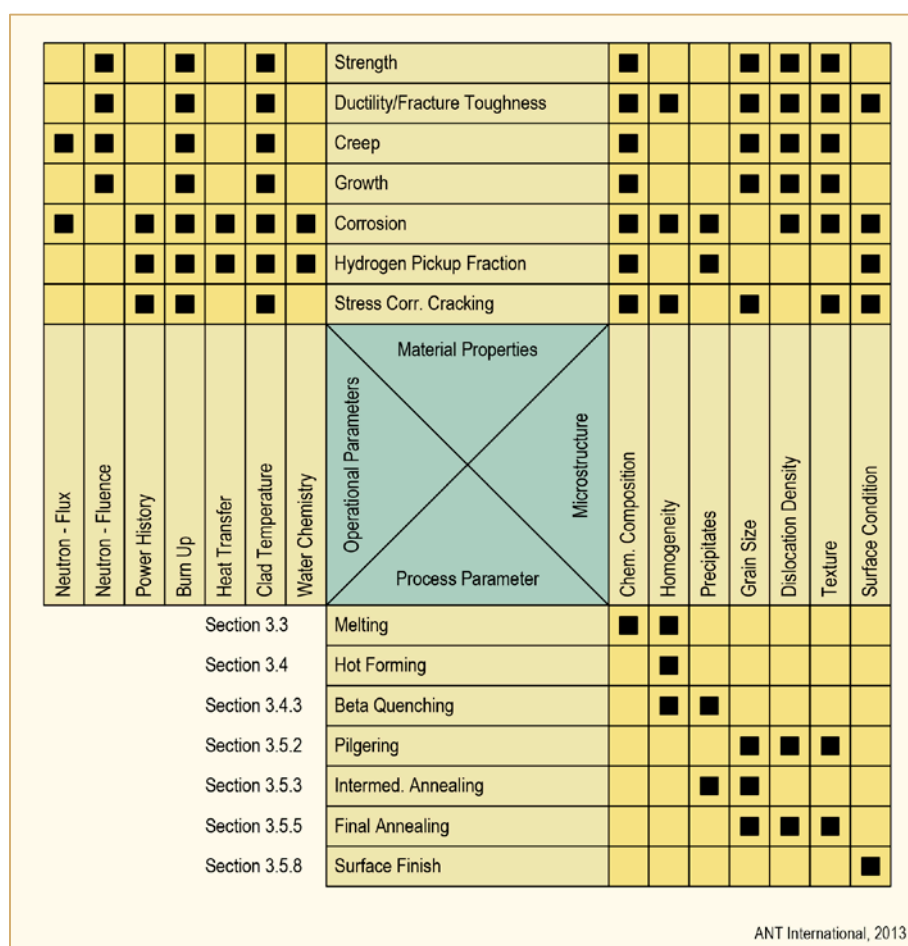 Strength
Ductility/Fracture Toughness
Creep
Growth
Corrosion
Hydrogen Pickup Fraction
Stress Corr. Cracking
Neutron - Flux
Neutron - Fluence
Power History
Burn Up
Heat Transfer
Clad Temperature
Water Chemistry
Operational Parameters
Material Properties
Microstructure
Process Parameter
Chem. Composition
Homogeneity
Precipitates
Grain Size
Dislocation Density
Texture
Surface Condition
Section 3.3 Melting
Section 3.4 Hot Forming
Section 3.4.3 Beta Quenching
Section 3.5.2 Pilgering
Section 3.5.3 Intermed. Annealing
Section 3.5.5 Final Annealing
Section 3.5.8 Surface Finish
ANT International, 2013